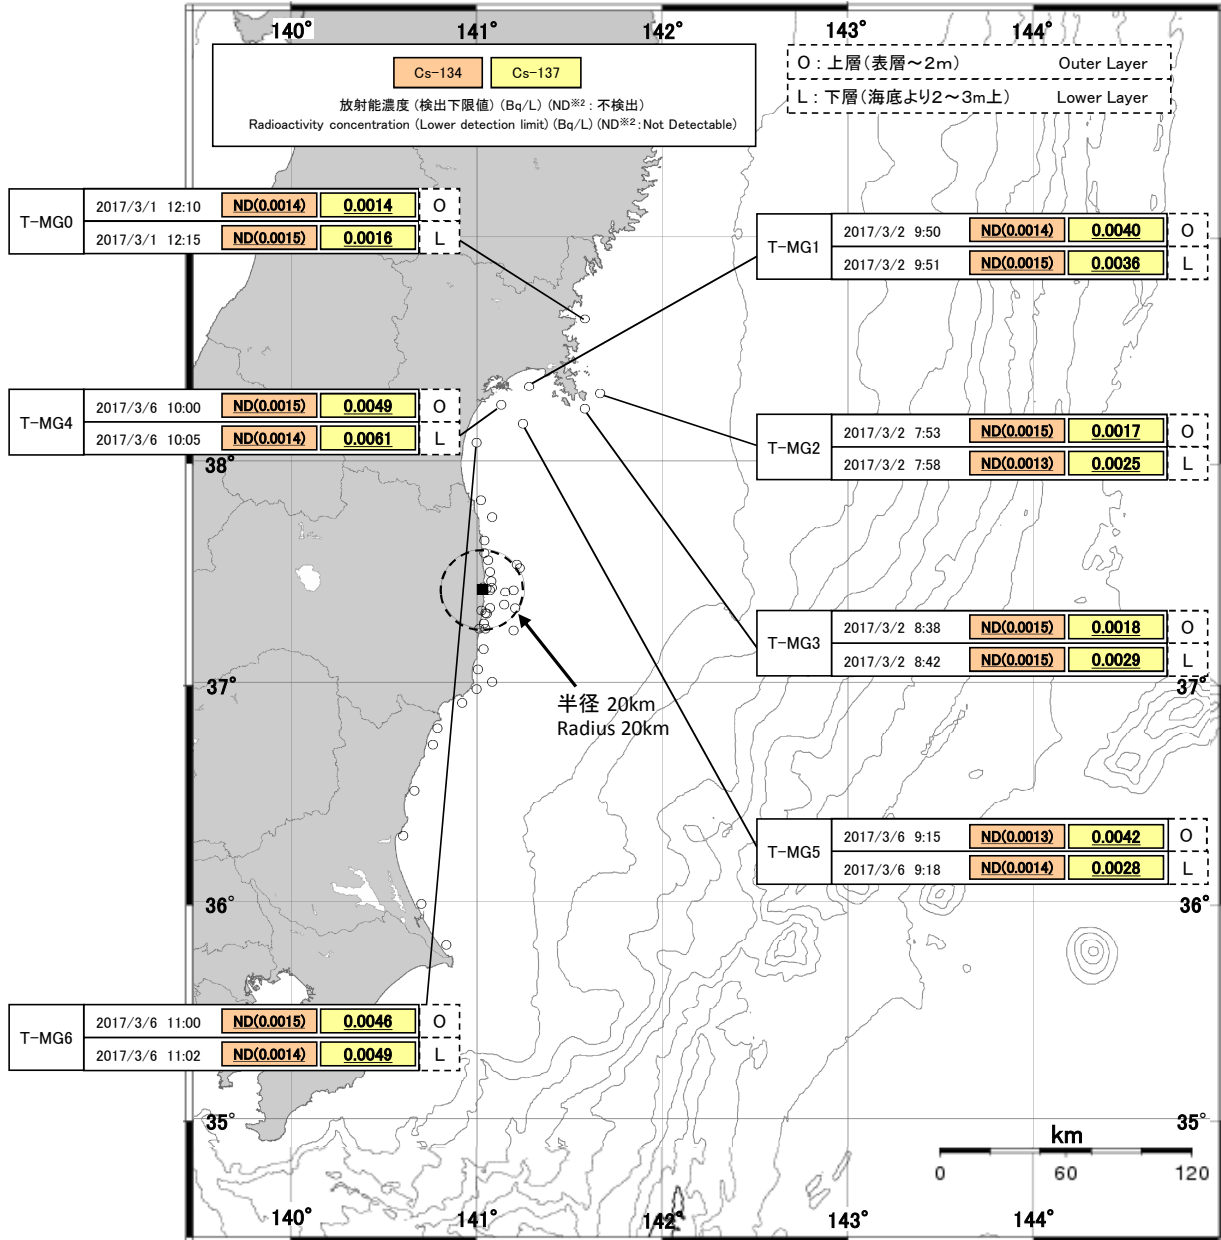 140° 141° 142° 143° 144°
Cs-134 Cs-137
放射能濃度 (検出下限値) (Bq/L) (ND※2 : 不検出)
Radioactivity concentration (Lower detection limit) (Bq/L) (ND※2 : Not Detectable)
O : 上層(表層～2m) Outer Layer
L : 下層(海底より2～3m上) Lower Layer
T-MG0
2017/3/1 12:10 ND(0.0014) 0.0014 O
2017/3/1 12:15 ND(0.0015) 0.0016 L
T-MG1
2017/3/2 9:50 ND(0.0014) 0.0040 O
2017/3/2 9:51 ND(0.0015) 0.0036 L
T-MG4
2017/3/6 10:00 ND(0.0015) 0.0049 O
2017/3/6 10:05 ND(0.0014) 0.0061 L
T-MG2
2017/3/2 7:53 ND(0.0015) 0.0017 O
2017/3/2 7:58 ND(0.0013) 0.0025 L
38°
T-MG3
2017/3/2 8:38 ND(0.0015) 0.0018 O
2017/3/2 8:42 ND(0.0015) 0.0029 L
37° 37°
半径 20km
Radius 20km
T-MG5
2017/3/6 9:15 ND(0.0013) 0.0042 O
2017/3/6 9:18 ND(0.0014) 0.0028 L
36° 36°
T-MG6
2017/3/6 11:00 ND(0.0015) 0.0046 O
2017/3/6 11:02 ND(0.0014) 0.0049 L
35° 35°
km
0 60 120
140° 141° 142° 143° 144°